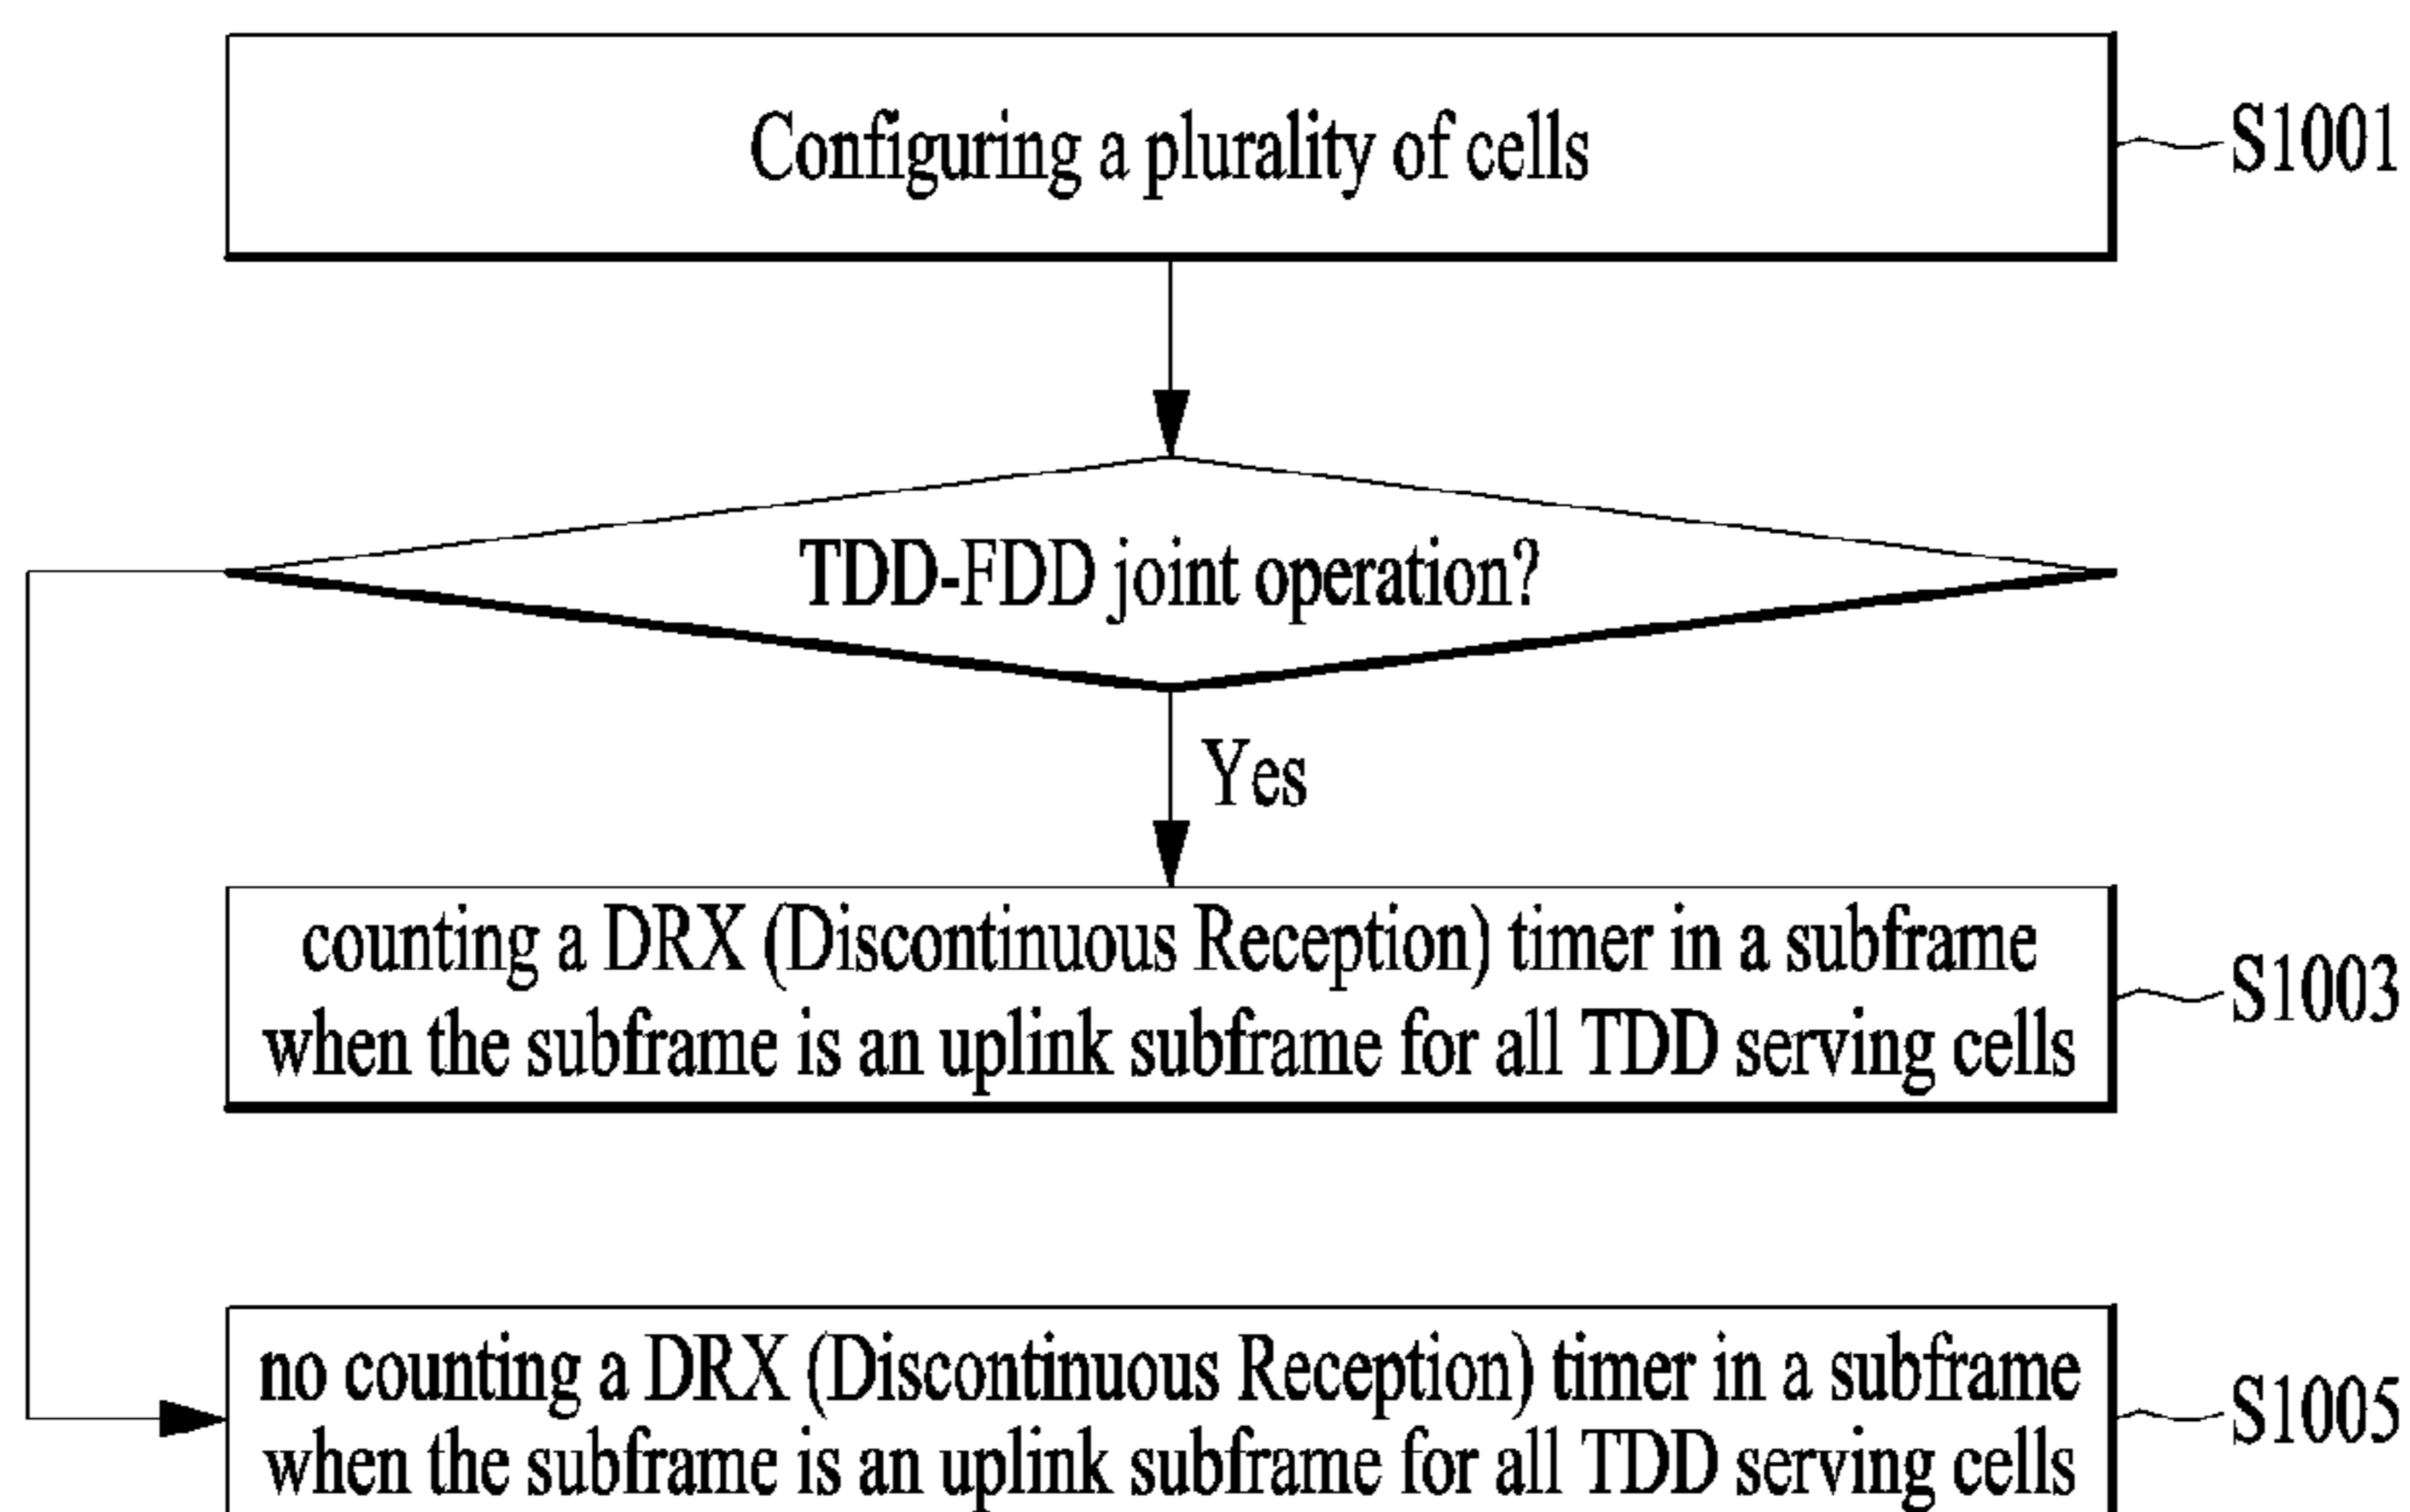 Configuring a plurality of cells
S1001
TDD-FDD joint operation?
Yes
counting a DRX (Discontinuous Reception) timer in a subframe
when the subframe is an uplink subframe for all TDD serving cells
S1003
no counting a DRX (Discontinuous Reception) timer in a subframe
when the subframe is an uplink subframe for all TDD serving cells
S1005